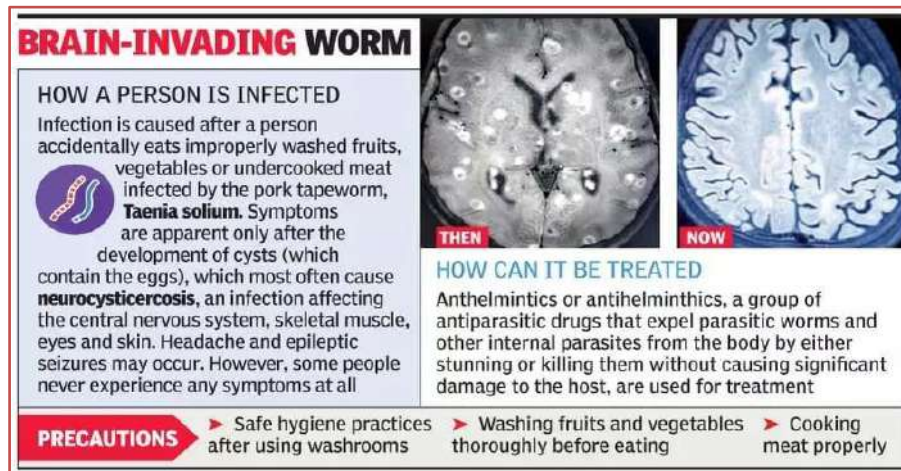 BRAIN-INVADING WORM
HOW A PERSON IS INFECTED
Infection is caused after a person
accidentally eats improperly washed fruits,
vegetables or undercooked meat
infected by the pork tapeworm,
Taenia solium. Symptoms
are apparent only after the
development of cysts (which
contain the eggs), which most often cause
neurocysticercosis, an infection affecting
the central nervous system, skeletal muscle,
eyes and skin. Headache and epileptic
seizures may occur. However, some people
never experience any symptoms at all
THEN
NOW
HOW CAN IT BE TREATED
Anthelmintics or antihelminthics, a group of
antiparasitic drugs that expel parasitic worms and
other internal parasites from the body by either
stunning or killing them without causing significant
damage to the host, are used for treatment
PRECAUTIONS
➤ Safe hygiene practices
after using washrooms
➤ Washing fruits and vegetables
thoroughly before eating
➤ Cooking
meat properly